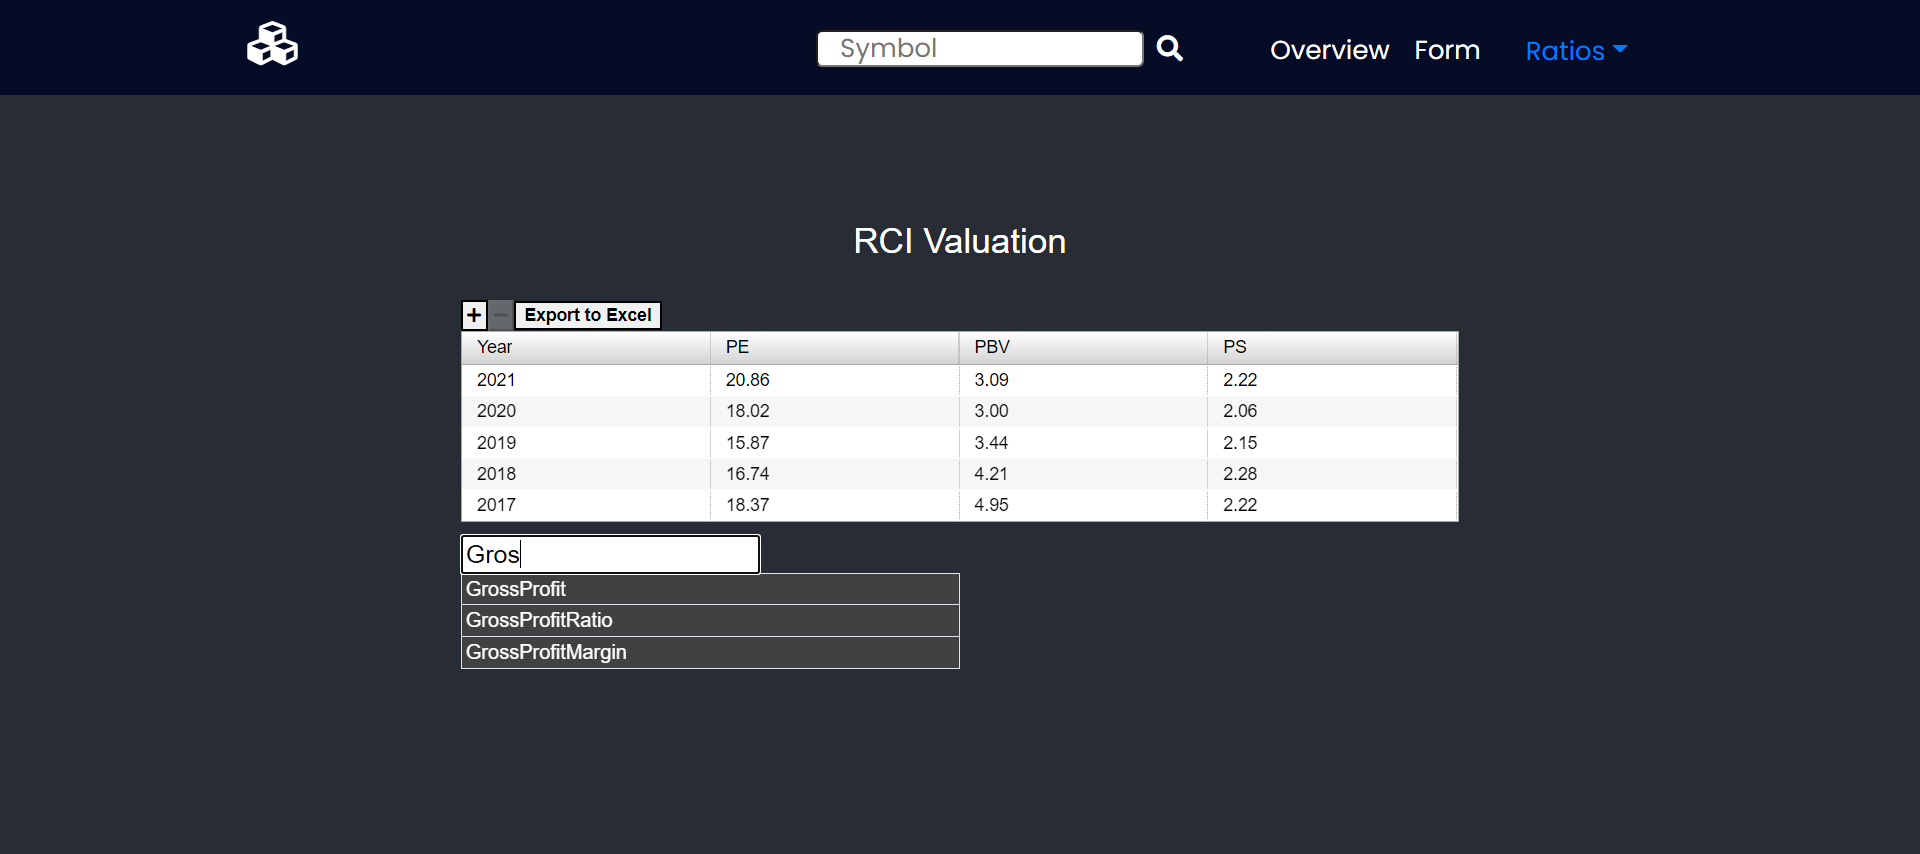 Symbol Overview Form Ratios
RCI Valuation
+ − Export to Excel
Year PE PBV PS
2021 20.86 3.09 2.22
2020 18.02 3.00 2.06
2019 15.87 3.44 2.15
2018 16.74 4.21 2.28
2017 18.37 4.95 2.22
Gros
GrossProfit
GrossProfitRatio
GrossProfitMargin